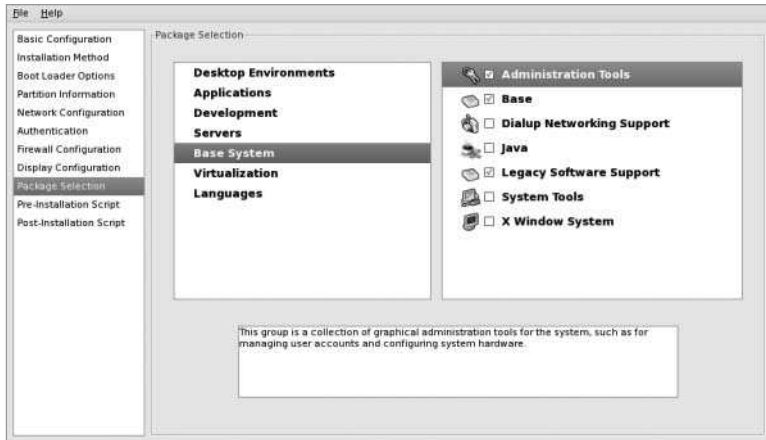 File Help
Basic Configuration
Installation Method
Boot Loader Options
Partition Information
Network Configuration
Authentication
Firewall Configuration
Display Configuration
Package Selection
Pre-Installation Script
Post-Installation Script
Package Selection
Desktop Environments
Applications
Development
Servers
Base System
Virtualization
Languages
Administration Tools
Base
Dialup Networking Support
Java
Legacy Software Support
System Tools
X Window System
This group is a collection of graphical administration tools for the system, such as for
managing user accounts and configuring system hardware.